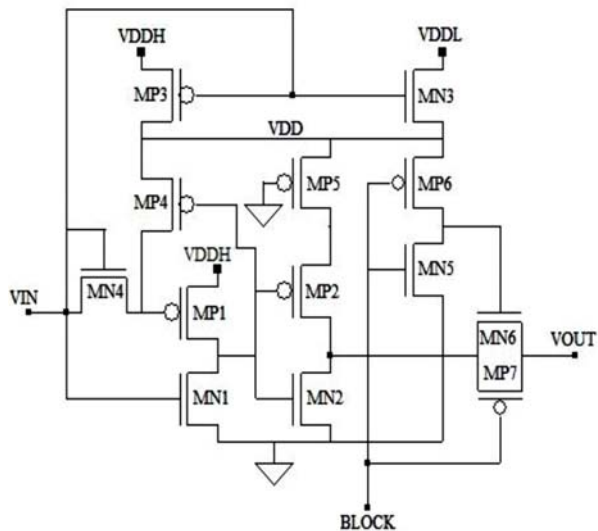 VDDH
VDDL
MP3
MN3
VDD
MP5
MP6
MP4
VDDH
MN5
MP2
MN4
VIN
MP1
MN6
VOUT
MP7
MN1
MN2
BLOCK